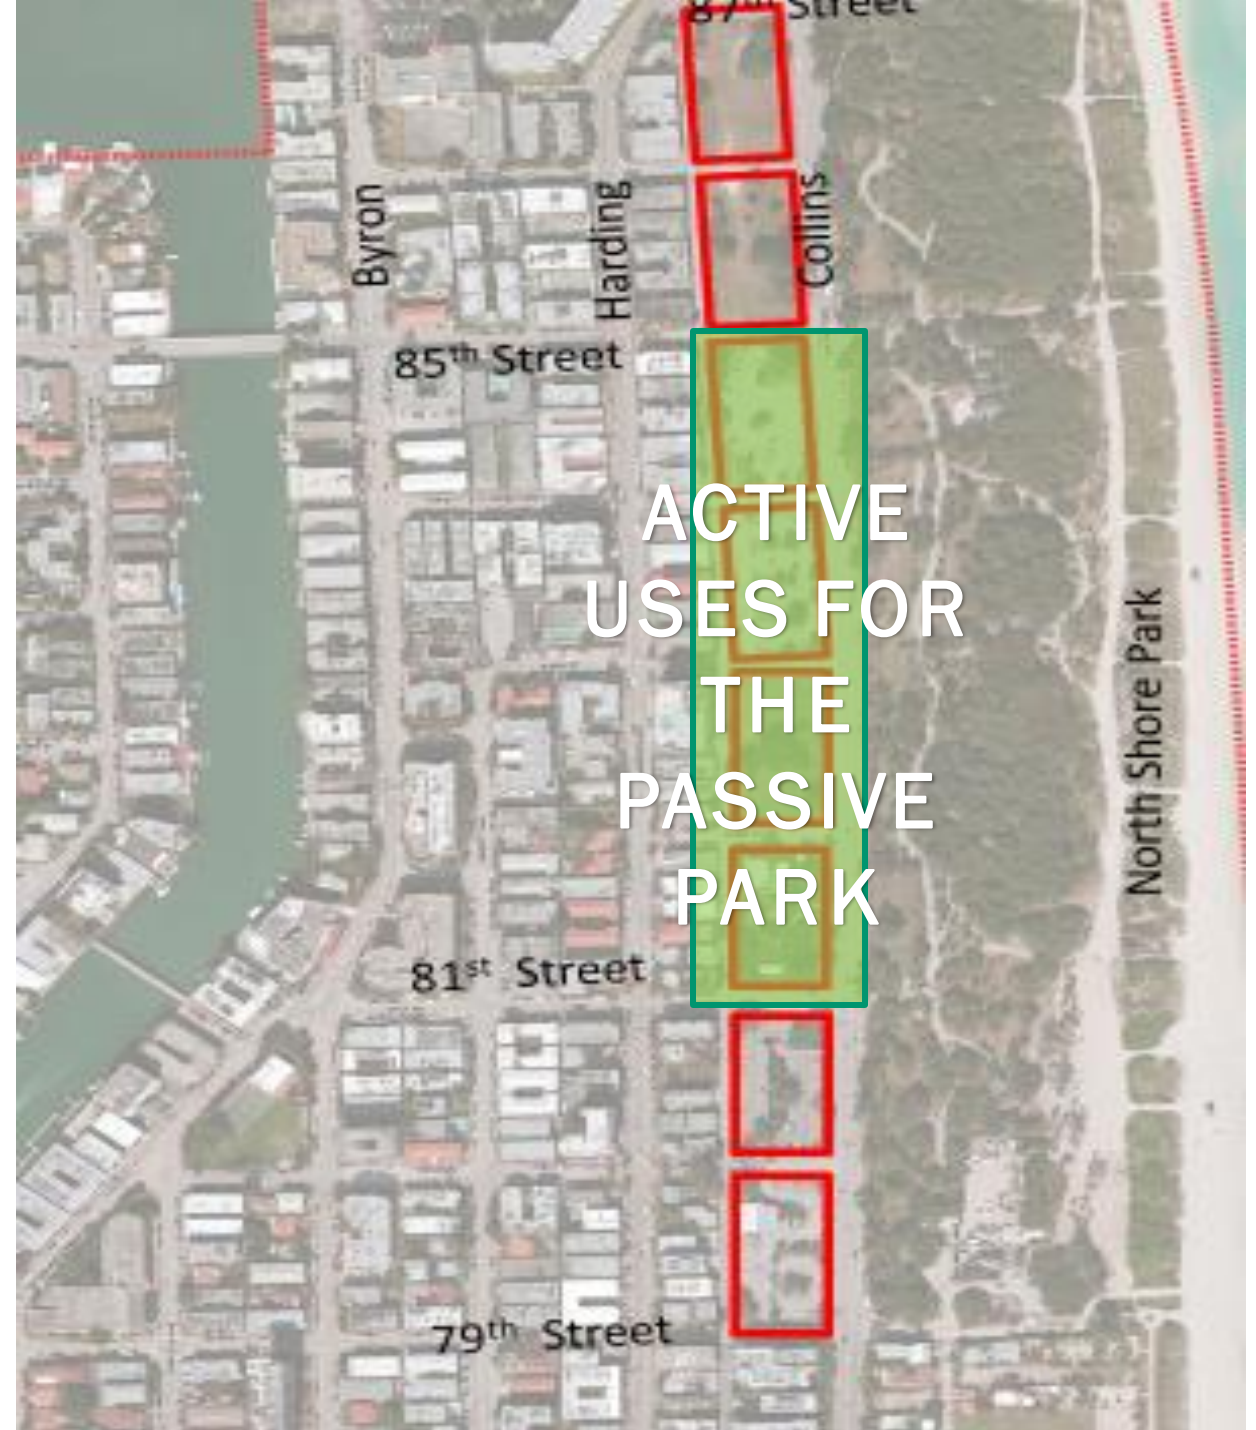 87th Street
Byron
Harding
Collins
85th Street
ACTIVE
USES FOR
THE
PASSIVE
PARK
North Shore Park
81st Street
79th Street